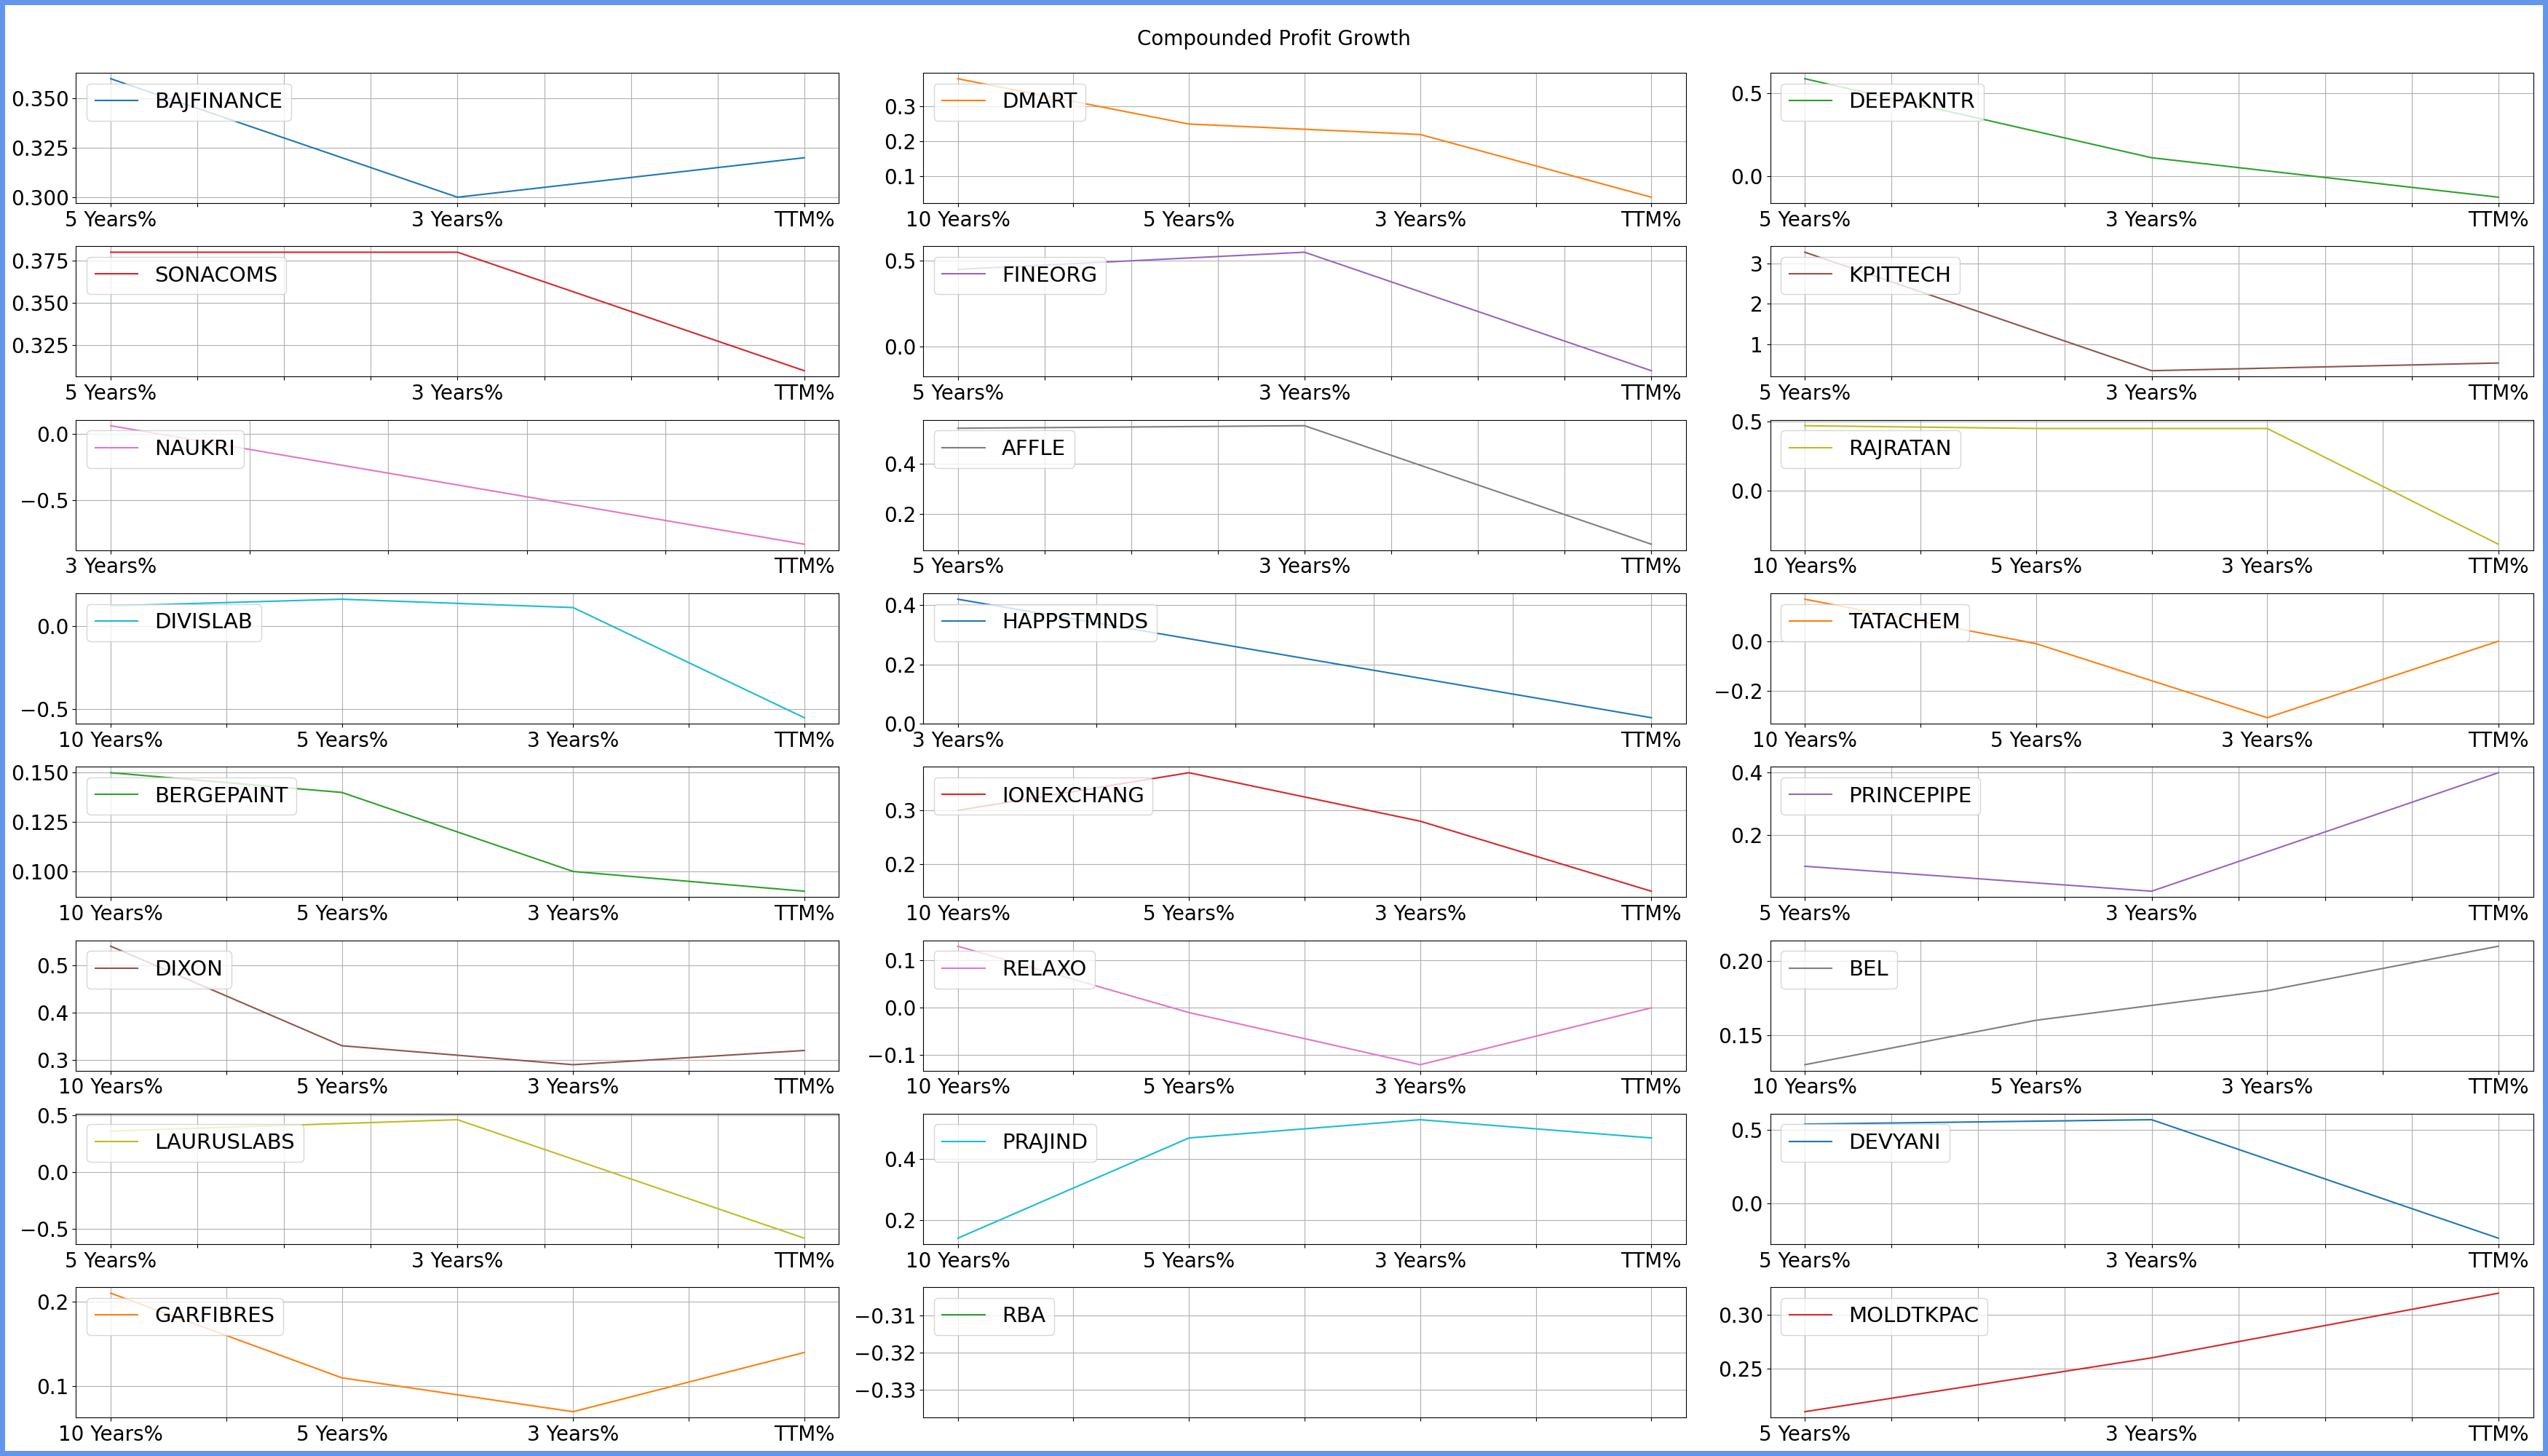 Compounded Profit Growth
0.350
0.325
0.300
BAJFINANCE
5 Years% 3 Years% TTM%
0.3
0.2
0.1
DMART
10 Years% 5 Years% 3 Years% TTM%
0.5
0.0
DEEPAKNTR
5 Years% 3 Years% TTM%
0.375
0.350
0.325
SONACOMS
5 Years% 3 Years% TTM%
0.5
0.0
FINEORG
5 Years% 3 Years% TTM%
3
2
1
KPITTECH
5 Years% 3 Years% TTM%
0.0
−0.5
NAUKRI
3 Years% TTM%
0.4
0.2
AFFLE
5 Years% 3 Years% TTM%
0.5
0.0
RAJRATAN
10 Years% 5 Years% 3 Years% TTM%
0.0
−0.5
DIVISLAB
10 Years% 5 Years% 3 Years% TTM%
0.4
0.2
0.0
HAPPSTMNDS
3 Years% TTM%
0.0
−0.2
TATACHEM
10 Years% 5 Years% 3 Years% TTM%
0.150
0.125
0.100
BERGEPAINT
10 Years% 5 Years% 3 Years% TTM%
0.3
0.2
IONEXCHANG
10 Years% 5 Years% 3 Years% TTM%
0.4
0.2
PRINCEPIPE
5 Years% 3 Years% TTM%
0.5
0.4
0.3
DIXON
10 Years% 5 Years% 3 Years% TTM%
0.1
0.0
−0.1
RELAXO
10 Years% 5 Years% 3 Years% TTM%
0.20
0.15
BEL
10 Years% 5 Years% 3 Years% TTM%
0.5
0.0
−0.5
LAURUSLABS
5 Years% 3 Years% TTM%
0.4
0.2
PRAJIND
10 Years% 5 Years% 3 Years% TTM%
0.5
0.0
DEVYANI
5 Years% 3 Years% TTM%
0.2
0.1
GARFIBRES
10 Years% 5 Years% 3 Years% TTM%
−0.31
−0.32
−0.33
RBA
0.30
0.25
MOLDTKPAC
5 Years% 3 Years% TTM%